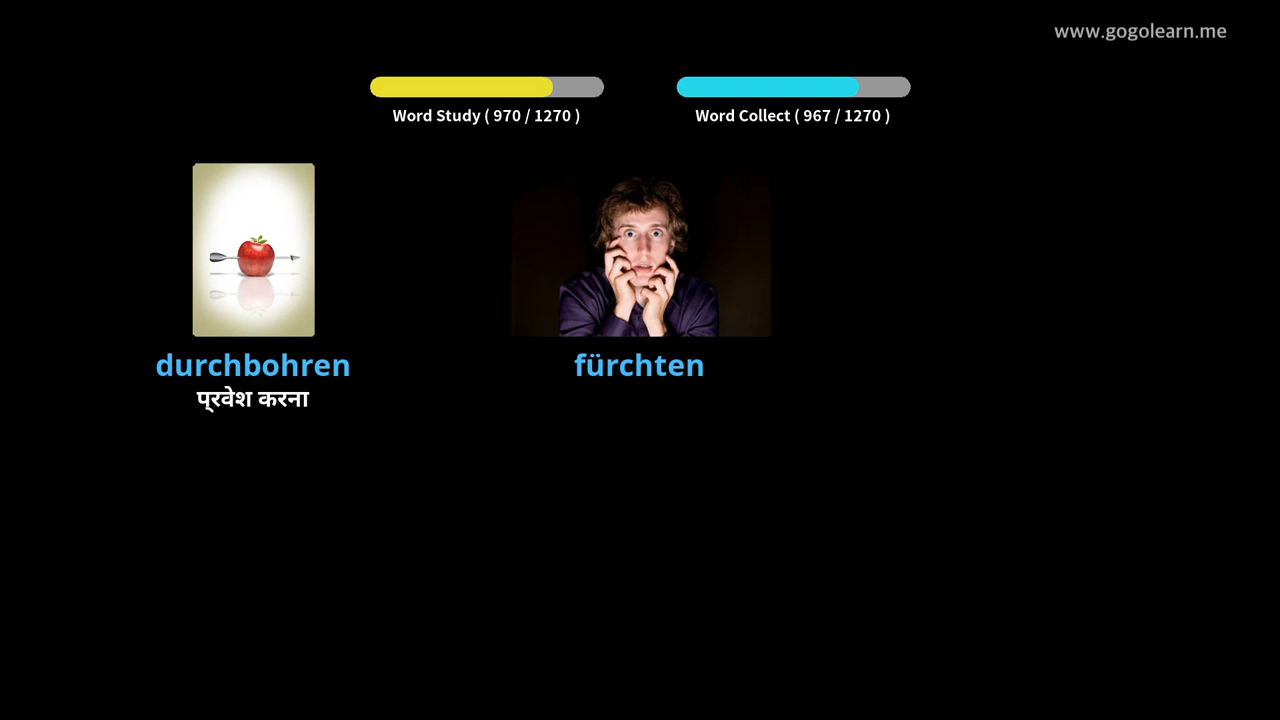 www.gogolearn.me
Word Study ( 970 / 1270 )
Word Collect ( 967 / 1270 )
durchbohren
प्रवेश करना
fürchten